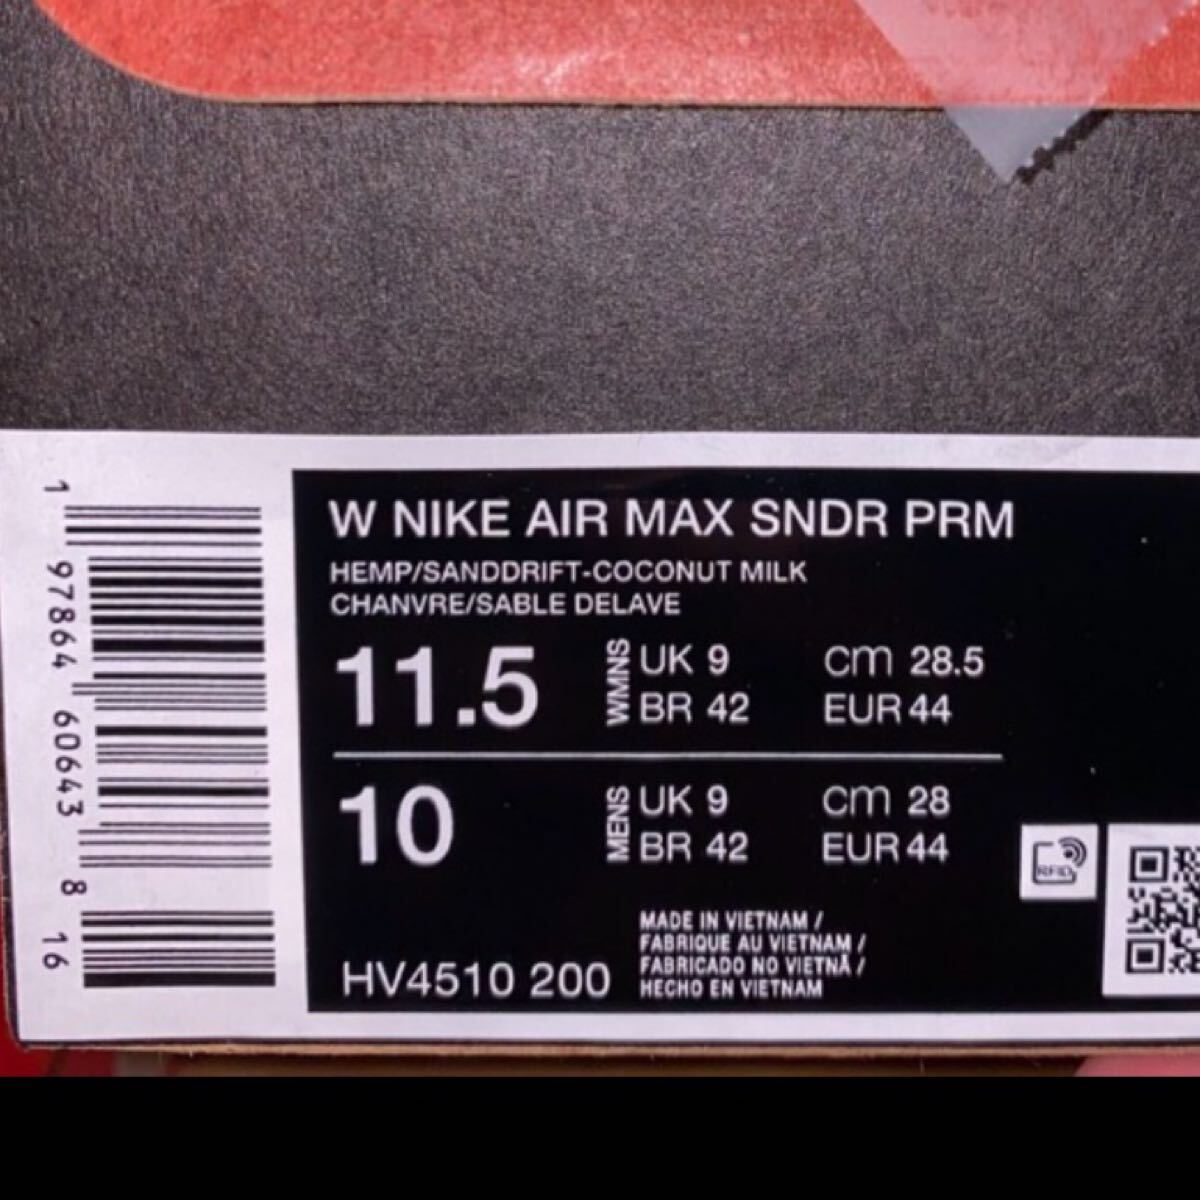 W NIKE AIR MAX SNDR PRM
HEMP/SANDDRIFT-COCONUT MILK
CHANVRE/SABLE DELAVE
11.5 WMNS UK 9 cm 28.5
BR 42 EUR 44
10 MENS UK 9 cm 28
BR 42 EUR 44
MADE IN VIETNAM /
FABRIQUE AU VIETNAM /
FABRICADO NO VIETNÃ /
HECHO EN VIETNAM
HV4510 200
RFID
1 97864 60643 8 16